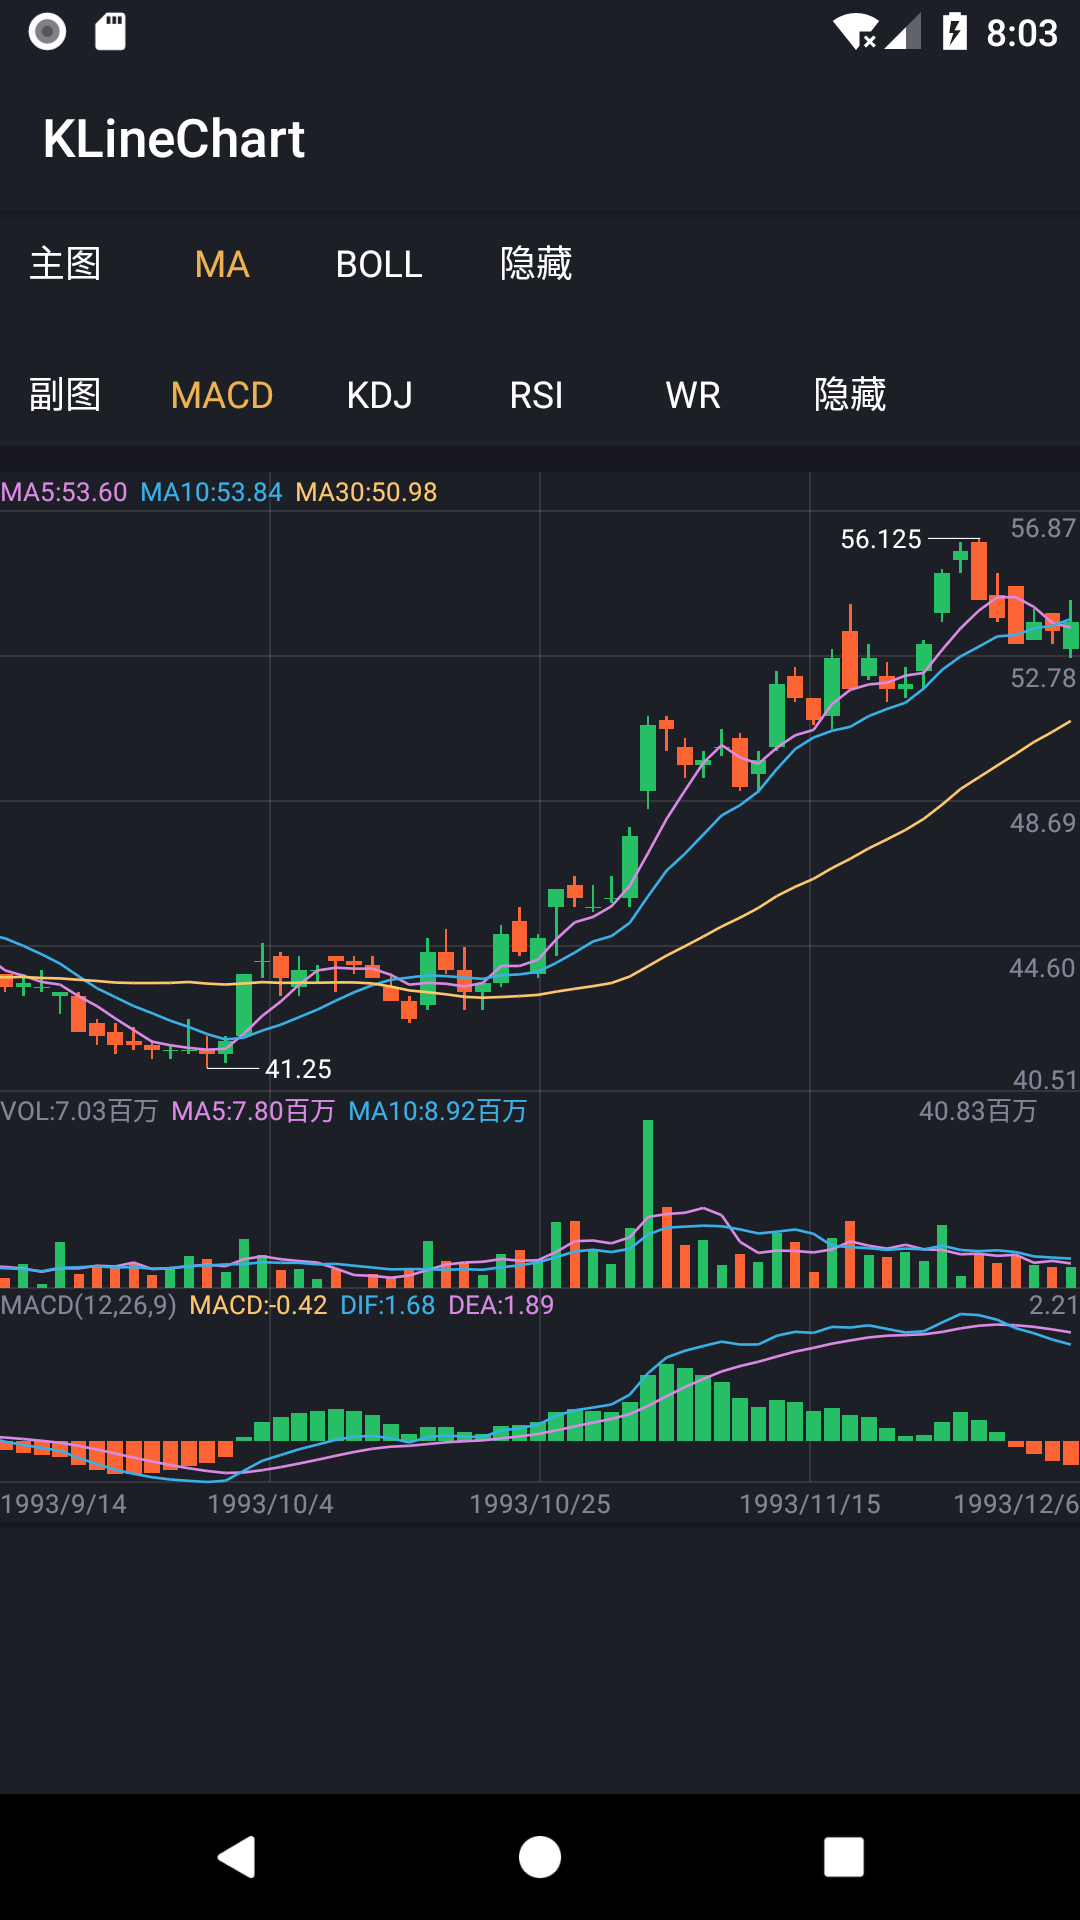 8:03
KLineChart
主图 MA BOLL 隐藏
副图 MACD KDJ RSI WR 隐藏
MA5:53.60 MA10:53.84 MA30:50.98
56.87
56.125
52.78
48.69
44.60
41.25
40.51
VOL:7.03百万 MA5:7.80百万 MA10:8.92百万 40.83百万
MACD(12,26,9) MACD:-0.42 DIF:1.68 DEA:1.89 2.21
1993/9/14 1993/10/4 1993/10/25 1993/11/15 1993/12/6